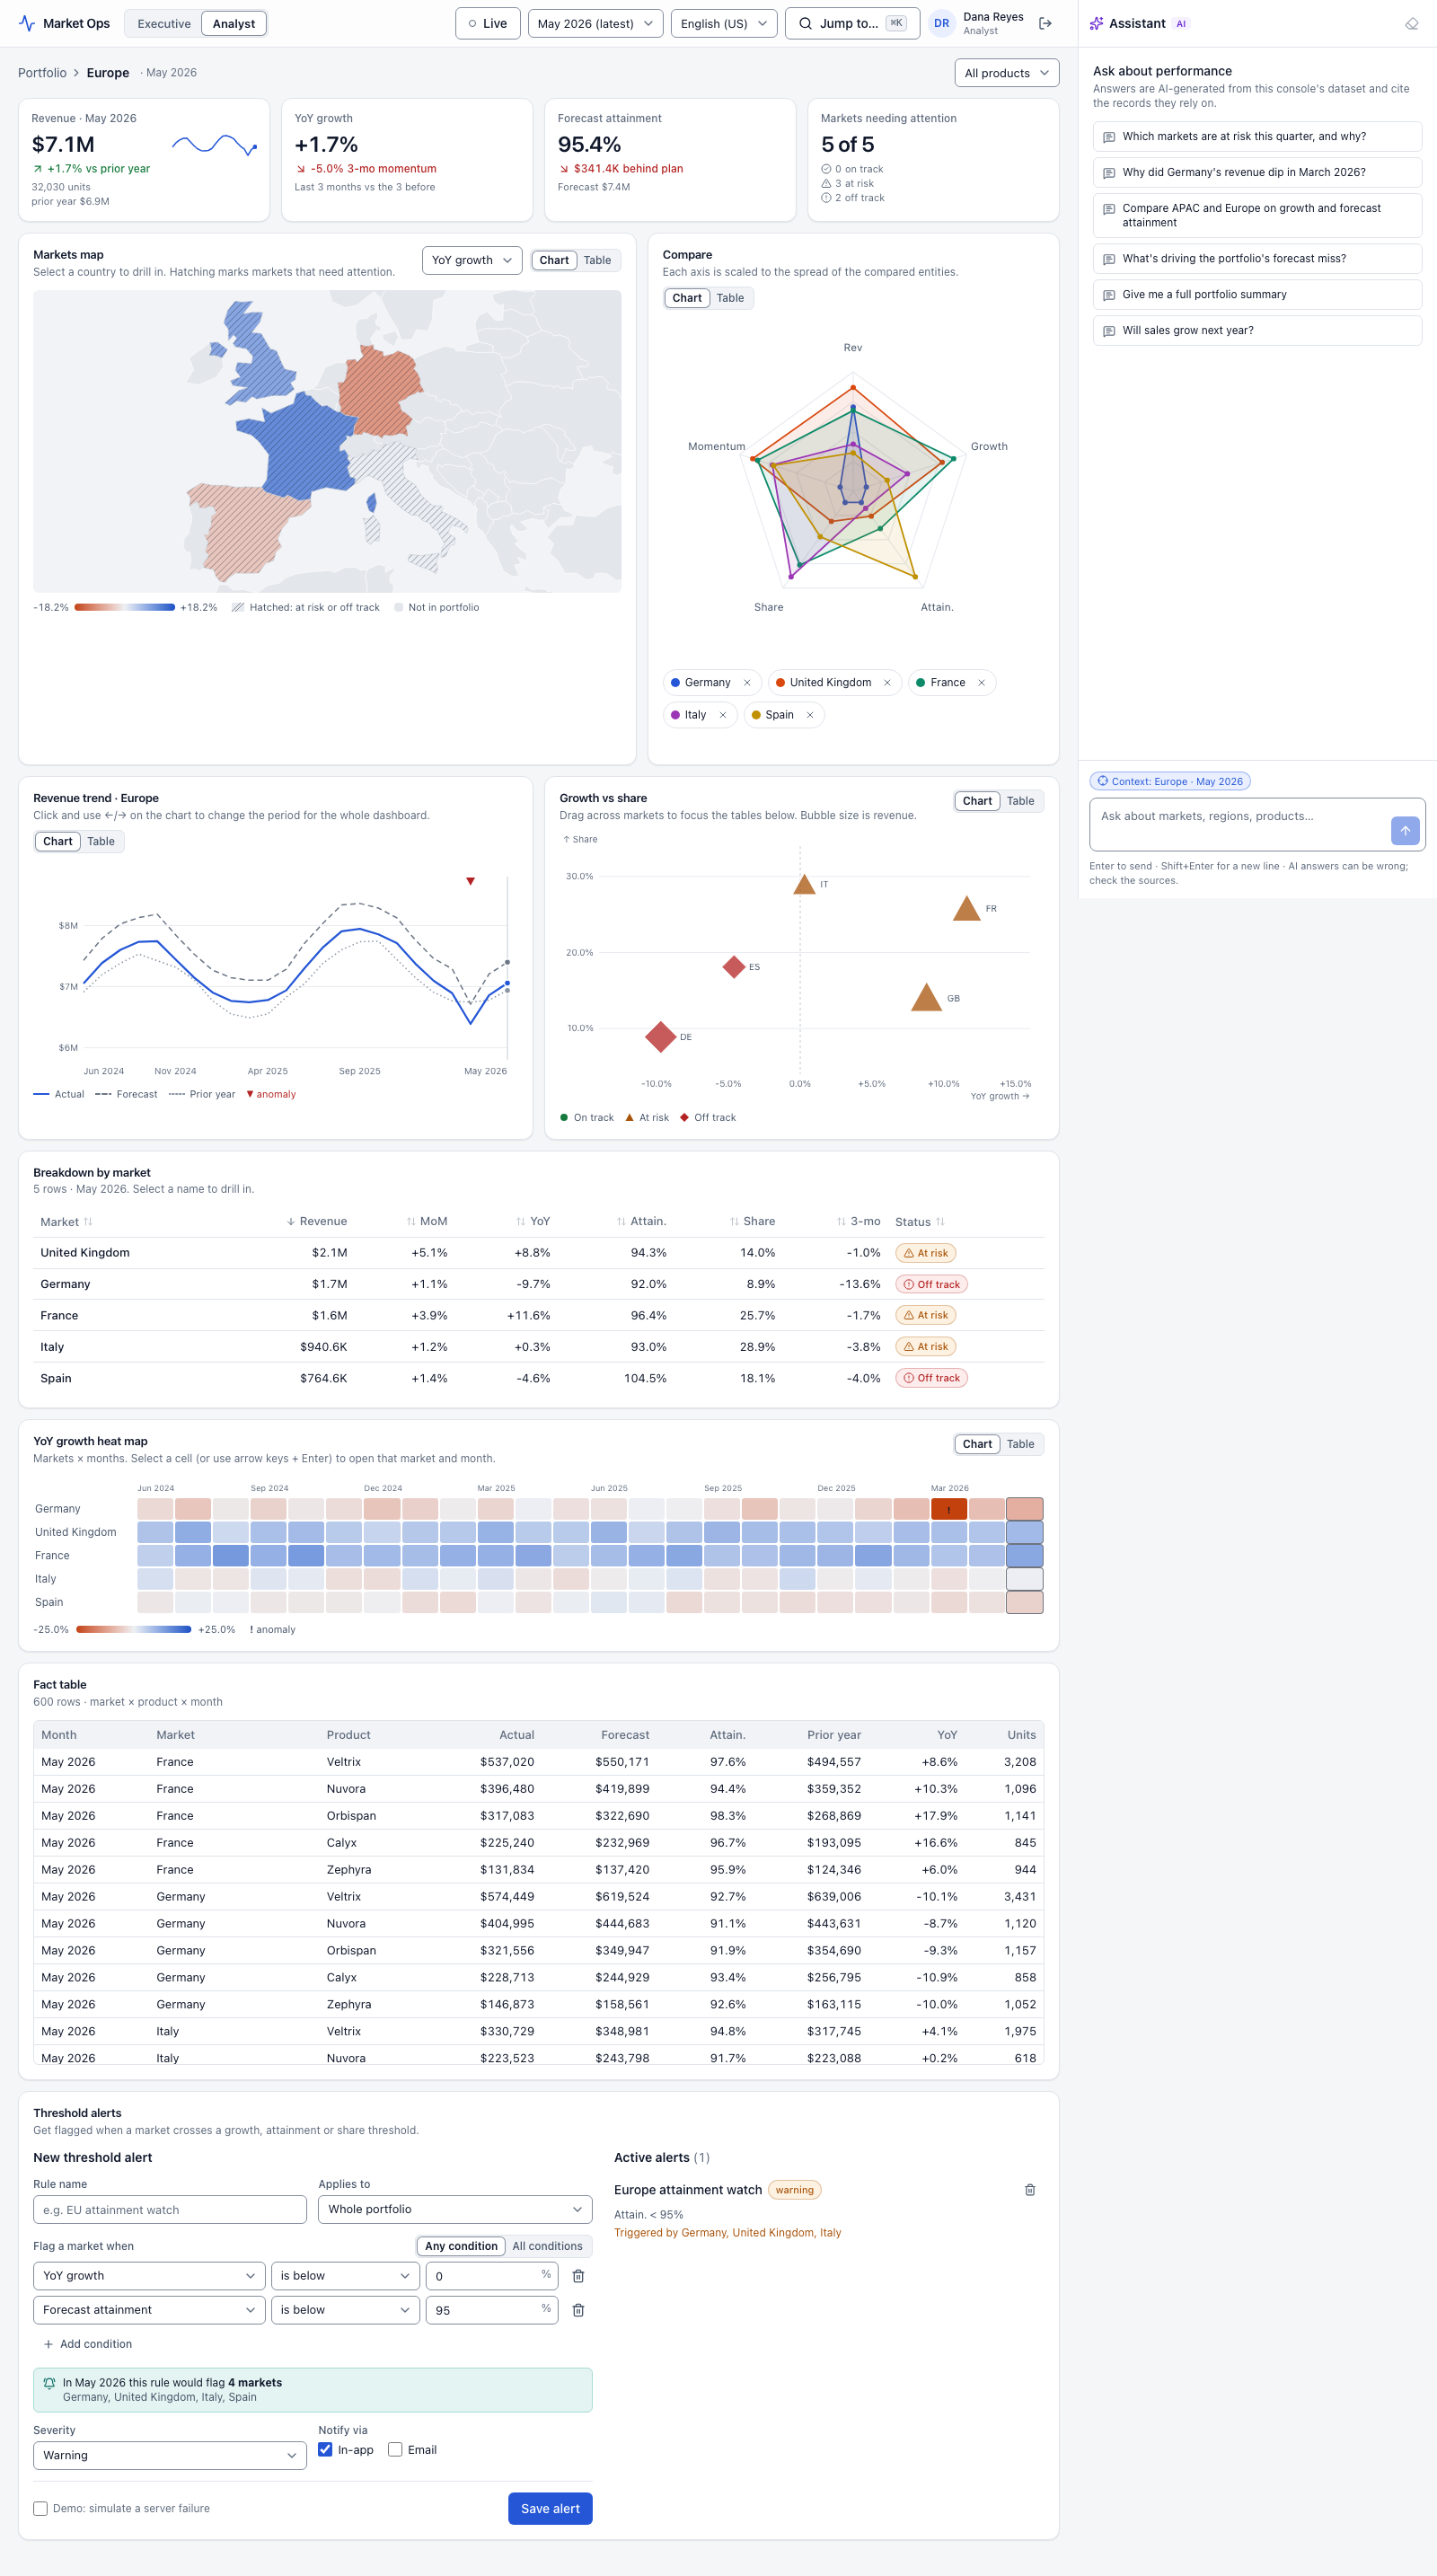 Market Ops
Executive
Analyst
Live
May 2026 (latest)
English (US)
Jump to...
⌘K
DR
Dana Reyes
Analyst
Assistant AI
Portfolio > Europe · May 2026
All products
Revenue · May 2026
$7.1M
+1.7% vs prior year
32,030 units
prior year $6.9M
YoY growth
+1.7%
-5.0% 3-mo momentum
Last 3 months vs the 3 before
Forecast attainment
95.4%
$341.4K behind plan
Forecast $7.4M
Markets needing attention
5 of 5
0 on track
3 at risk
2 off track
Ask about performance
Answers are AI-generated from this console's dataset and cite
the records they rely on.
Which markets are at risk this quarter, and why?
Why did Germany's revenue dip in March 2026?
Compare APAC and Europe on growth and forecast
attainment
What's driving the portfolio's forecast miss?
Give me a full portfolio summary
Will sales grow next year?
Markets map
Select a country to drill in. Hatching marks markets that need attention.
YoY growth
Chart Table
-18.2% +18.2% Hatched: at risk or off track Not in portfolio
Compare
Each axis is scaled to the spread of the compared entities.
Chart Table
Rev
Momentum
Growth
Share
Attain.
Germany
United Kingdom
France
Italy
Spain
Context: Europe · May 2026
Ask about markets, regions, products...
Enter to send · Shift+Enter for a new line · AI answers can be wrong;
check the sources.
Revenue trend · Europe
Click and use ←/→ on the chart to change the period for the whole dashboard.
Chart Table
$8M
$7M
$6M
Jun 2024 Nov 2024 Apr 2025 Sep 2025 May 2026
Actual Forecast Prior year anomaly
Growth vs share
Drag across markets to focus the tables below. Bubble size is revenue.
Chart Table
↑ Share
30.0%
20.0%
10.0%
IT
FR
ES
GB
DE
-10.0% -5.0% 0.0% +5.0% +10.0% +15.0%
YoY growth →
On track At risk Off track
Breakdown by market
5 rows · May 2026. Select a name to drill in.
Market ↓ Revenue MoM YoY Attain. Share 3-mo Status
United Kingdom $2.1M +5.1% +8.8% 94.3% 14.0% -1.0% At risk
Germany $1.7M +1.1% -9.7% 92.0% 8.9% -13.6% Off track
France $1.6M +3.9% +11.6% 96.4% 25.7% -1.7% At risk
Italy $940.6K +1.2% +0.3% 93.0% 28.9% -3.8% At risk
Spain $764.6K +1.4% -4.6% 104.5% 18.1% -4.0% Off track
YoY growth heat map
Markets × months. Select a cell (or use arrow keys + Enter) to open that market and month.
Chart Table
Jun 2024 Sep 2024 Dec 2024 Mar 2025 Jun 2025 Sep 2025 Dec 2025 Mar 2026
Germany !
United Kingdom
France
Italy
Spain
-25.0% +25.0% ! anomaly
Fact table
600 rows · market × product × month
Month Market Product Actual Forecast Attain. Prior year YoY Units
May 2026 France Veltrix $537,020 $550,171 97.6% $494,557 +8.6% 3,208
May 2026 France Nuvora $396,480 $419,899 94.4% $359,352 +10.3% 1,096
May 2026 France Orbispan $317,083 $322,690 98.3% $268,869 +17.9% 1,141
May 2026 France Calyx $225,240 $232,969 96.7% $193,095 +16.6% 845
May 2026 France Zephyra $131,834 $137,420 95.9% $124,346 +6.0% 944
May 2026 Germany Veltrix $574,449 $619,524 92.7% $639,006 -10.1% 3,431
May 2026 Germany Nuvora $404,995 $444,683 91.1% $443,631 -8.7% 1,120
May 2026 Germany Orbispan $321,556 $349,947 91.9% $354,690 -9.3% 1,157
May 2026 Germany Calyx $228,713 $244,929 93.4% $256,795 -10.9% 858
May 2026 Germany Zephyra $146,873 $158,561 92.6% $163,115 -10.0% 1,052
May 2026 Italy Veltrix $330,729 $348,981 94.8% $317,745 +4.1% 1,975
May 2026 Italy Nuvora $223,523 $243,798 91.7% $223,088 +0.2% 618
Threshold alerts
Get flagged when a market crosses a growth, attainment or share threshold.
New threshold alert
Rule name
e.g. EU attainment watch
Applies to
Whole portfolio
Flag a market when
Any condition All conditions
YoY growth is below 0 %
Forecast attainment is below 95 %
+ Add condition
In May 2026 this rule would flag 4 markets
Germany, United Kingdom, Italy, Spain
Severity
Warning
Notify via
In-app Email
Demo: simulate a server failure
Save alert
Active alerts (1)
Europe attainment watch warning
Attain. < 95%
Triggered by Germany, United Kingdom, Italy